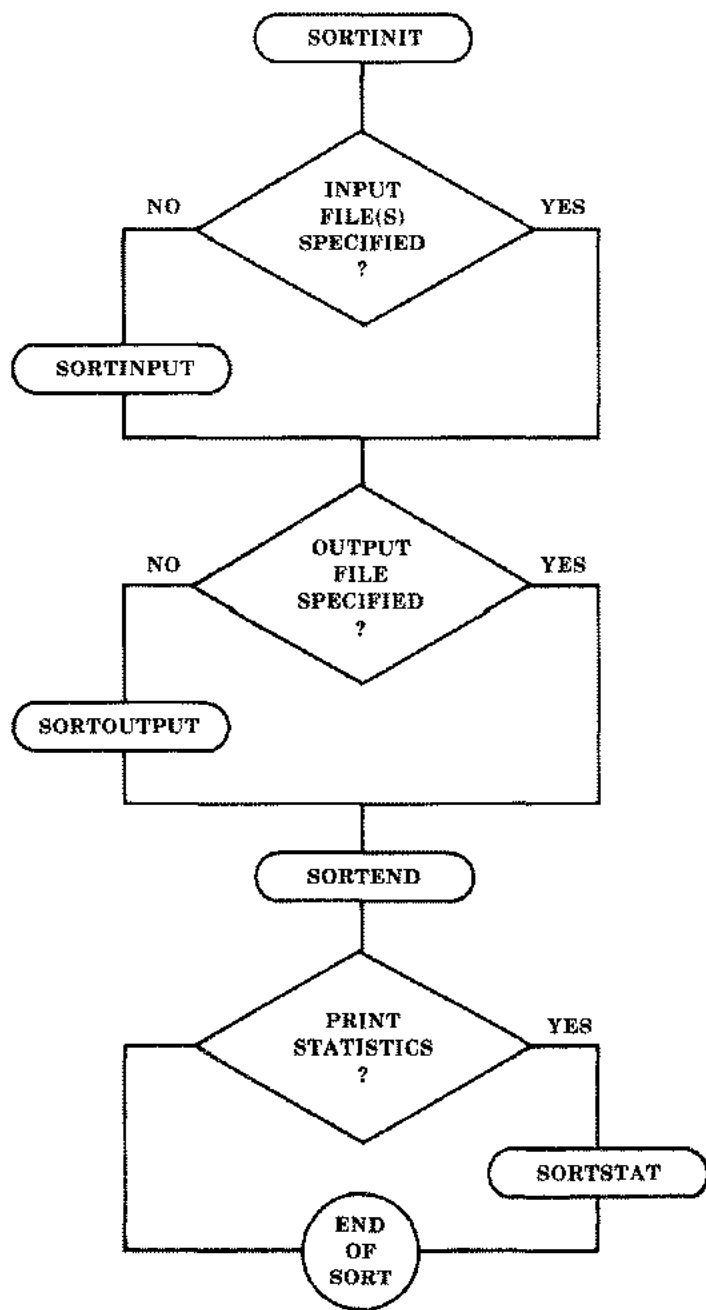 SORTINIT
INPUT
FILE(S)
SPECIFIED
?
NO
YES
SORTINPUT
OUTPUT
FILE
SPECIFIED
?
NO
YES
SORTOUTPUT
SORTEND
PRINT
STATISTICS
?
YES
SORTSTAT
END
OF
SORT